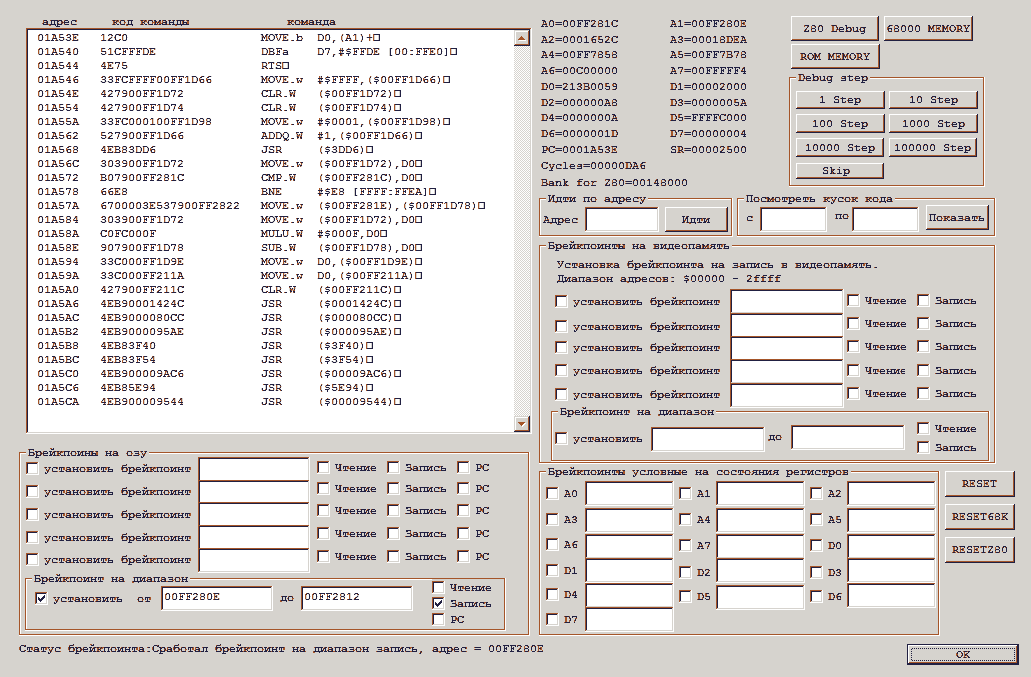 адрес код команды команда
01A53E 12C0 MOVE.b D0,(A1)+
01A540 51CFFFDE DBFa D7,#$FFDE [00:FFE0]
01A544 4E75 RTS
01A546 33FCFFFF00FF1D66 MOVE.w #$FFFF,($00FF1D66)
01A54E 427900FF1D72 CLR.W ($00FF1D72)
01A554 427900FF1D74 CLR.W ($00FF1D74)
01A55A 33FC000100FF1D98 MOVE.w #$0001,($00FF1D98)
01A562 527900FF1D66 ADDQ.W #1,($00FF1D66)
01A568 4EB83DD6 JSR ($3DD6)
01A56C 303900FF1D72 MOVE.w ($00FF1D72),D0
01A572 B07900FF281C CMP.W ($00FF281C),D0
01A578 66E8 BNE #$E8 [FFFF:FFEA]
01A57A 6700003E537900FF2822 MOVE.w ($00FF281E),($00FF1D78)
01A584 303900FF1D72 MOVE.w ($00FF1D72),D0
01A58A C0FC000F MULU.W #$000F,D0
01A58E 907900FF1D78 SUB.W ($00FF1D78),D0
01A594 33C000FF1D9E MOVE.w D0,($00FF1D9E)
01A59A 33C000FF211A MOVE.w D0,($00FF211A)
01A5A0 427900FF211C CLR.W ($00FF211C)
01A5A6 4EB90001424C JSR ($0001424C)
01A5AC 4EB9000080CC JSR ($000080CC)
01A5B2 4EB9000095AE JSR ($000095AE)
01A5B8 4EB83F40 JSR ($3F40)
01A5BC 4EB83F54 JSR ($3F54)
01A5C0 4EB900009AC6 JSR ($00009AC6)
01A5C6 4EB85E94 JSR ($5E94)
01A5CA 4EB900009544 JSR ($00009544)
A0=00FF281C A1=00FF280E
A2=0001652C A3=00018DEA
A4=00FF7858 A5=00FF7B78
A6=00C00000 A7=00FFFFF4
D0=213B0059 D1=00002000
D2=000000A8 D3=0000005A
D4=0000000A D5=FFFFC000
D6=0000001D D7=00000004
PC=0001A53E SR=00002500
Cycles=00000DA6
Bank for Z80=00148000
Z80 Debug 68000 MEMORY
ROM MEMORY
Debug step
1 Step 10 Step
100 Step 1000 Step
10000 Step 100000 Step
Skip
Идти по адресу
Адрес Идти
Посмотреть кусок кода
с по Показать
Брейкпоинты на видеопамять
Установка брейкпоинта на запись в видеопамять.
Диапазон адресов: $00000 - 2ffff
установить брейкпоинт Чтение Запись
установить брейкпоинт Чтение Запись
установить брейкпоинт Чтение Запись
установить брейкпоинт Чтение Запись
установить брейкпоинт Чтение Запись
Брейкпоинт на диапазон
установить до Чтение
Запись
Брейкпоины на озу
установить брейкпоинт Чтение Запись PC
установить брейкпоинт Чтение Запись PC
установить брейкпоинт Чтение Запись PC
установить брейкпоинт Чтение Запись PC
установить брейкпоинт Чтение Запись PC
Брейкпоинт на диапазон
установить от 00FF280E до 00FF2812
Чтение
Запись
PC
Брейкпоинты условные на состояния регистров
A0 A1 A2
A3 A4 A5
A6 A7 D0
D1 D2 D3
D4 D5 D6
D7
RESET
RESET68K
RESETZ80
Статус брейкпоинта:Сработал брейкпоинт на диапазон запись, адрес = 00FF280E
OK